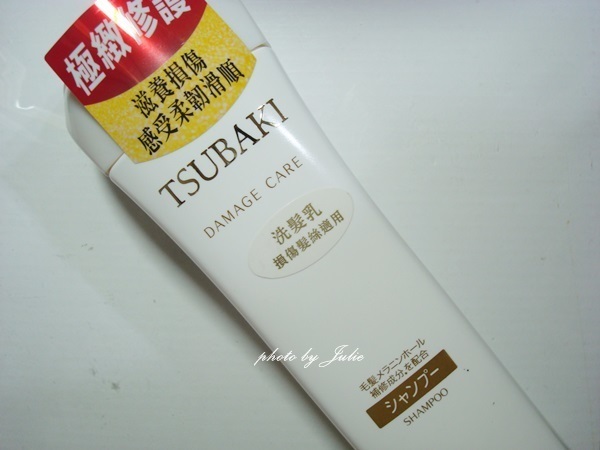 極緻修護
滋養損傷
感受柔韌滑順
TSUBAKI
DAMAGE CARE
洗髮乳
損傷髮絲適用
photo by Julie
毛髪メラニンホール
補修成分*を配合
シャンプー
SHAMPOO